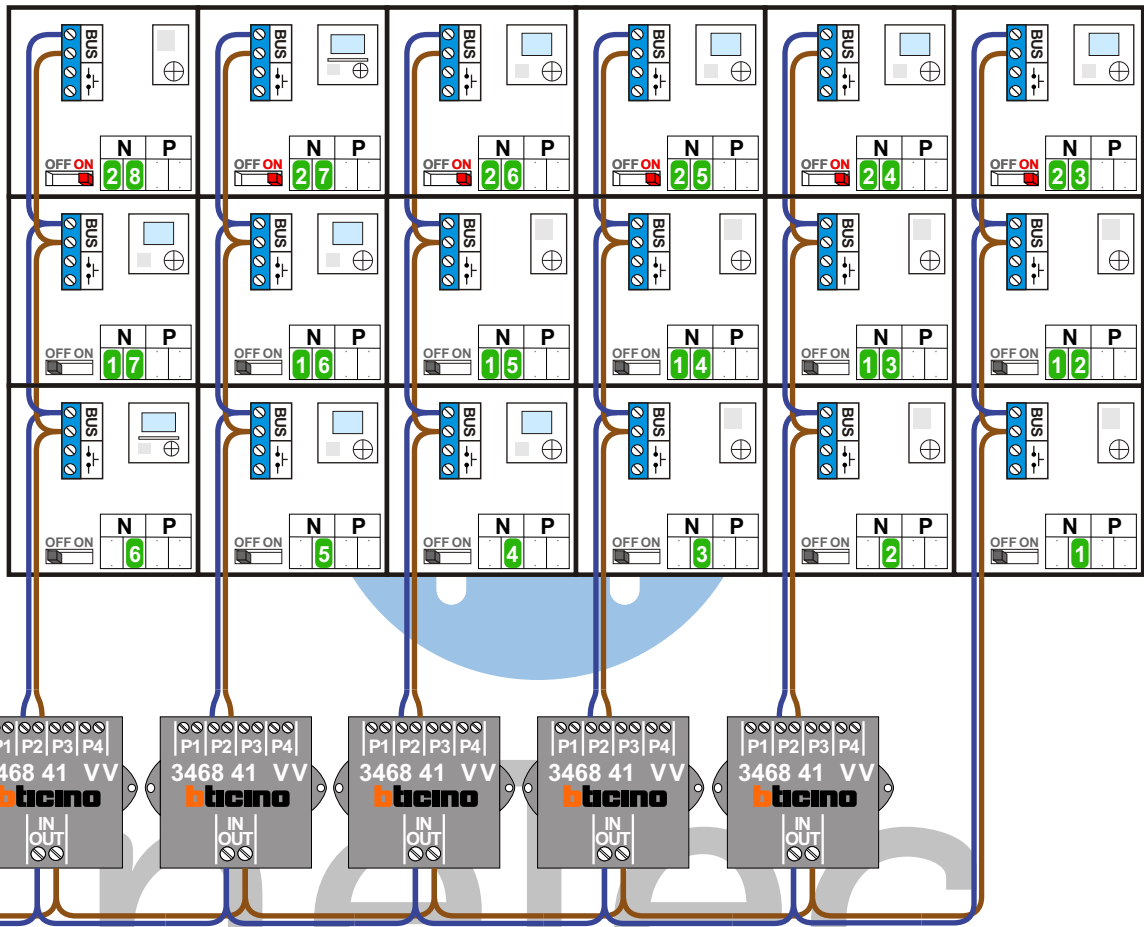 BUS BUS BUS BUS BUS BUS
N P N P N P N P N P N P
OFF ON 2 8 OFF ON 2 7 OFF ON 2 6 OFF ON 2 5 OFF ON 2 4 OFF ON 2 3
BUS BUS BUS BUS BUS BUS
N P N P N P N P N P N P
OFF ON 1 7 OFF ON 1 6 OFF ON 1 5 OFF ON 1 4 OFF ON 1 3 OFF ON 1 2
BUS BUS BUS BUS BUS BUS
N P N P N P N P N P N P
OFF ON 6 OFF ON 5 OFF ON 4 OFF ON 3 OFF ON 2 OFF ON 1
P1 P2 P3 P4 P1 P2 P3 P4 P1 P2 P3 P4 P1 P2 P3 P4 P1 P2 P3 P4
468 41 VV 3468 41 VV 3468 41 VV 3468 41 VV 3468 41 VV
bticino bticino bticino bticino bticino
IN IN IN IN IN
OUT OUT OUT OUT OUT
nelec